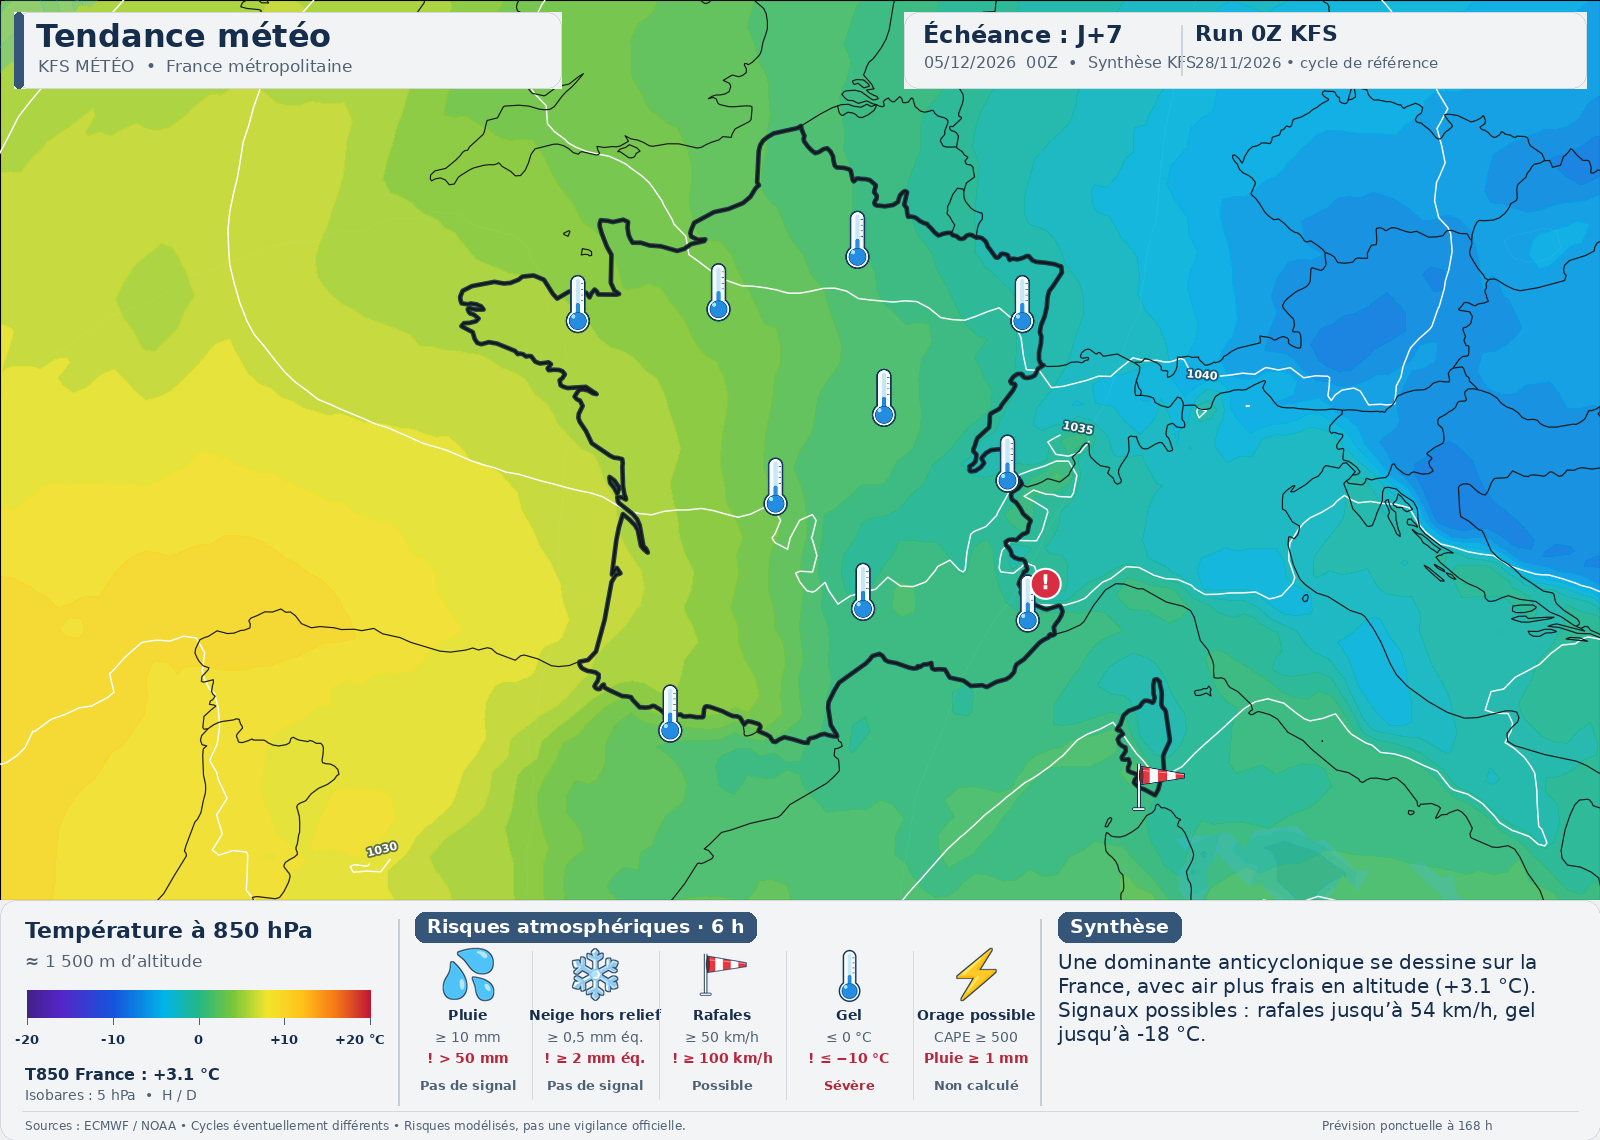 Tendance météo
KFS MÉTÉO • France métropolitaine
Échéance : J+7
05/12/2026 00Z • Synthèse KFS
Run 0Z KFS
28/11/2026 • cycle de référence
1040
1035
!
1030
Température à 850 hPa
≈ 1 500 m d’altitude
-20 -10 0 +10 +20 °C
T850 France : +3.1 °C
Isobares : 5 hPa • H / D
Risques atmosphériques · 6 h
Pluie
≥ 10 mm
! > 50 mm
Pas de signal
Neige hors relief
≥ 0,5 mm éq.
! ≥ 2 mm éq.
Pas de signal
Rafales
≥ 50 km/h
! ≥ 100 km/h
Possible
Gel
≤ 0 °C
! ≤ −10 °C
Sévère
Orage possible
CAPE ≥ 500
Pluie ≥ 1 mm
Non calculé
Synthèse
Une dominante anticyclonique se dessine sur la
France, avec air plus frais en altitude (+3.1 °C).
Signaux possibles : rafales jusqu’à 54 km/h, gel
jusqu’à -18 °C.
Sources : ECMWF / NOAA • Cycles éventuellement différents • Risques modélisés, pas une vigilance officielle.
Prévision ponctuelle à 168 h